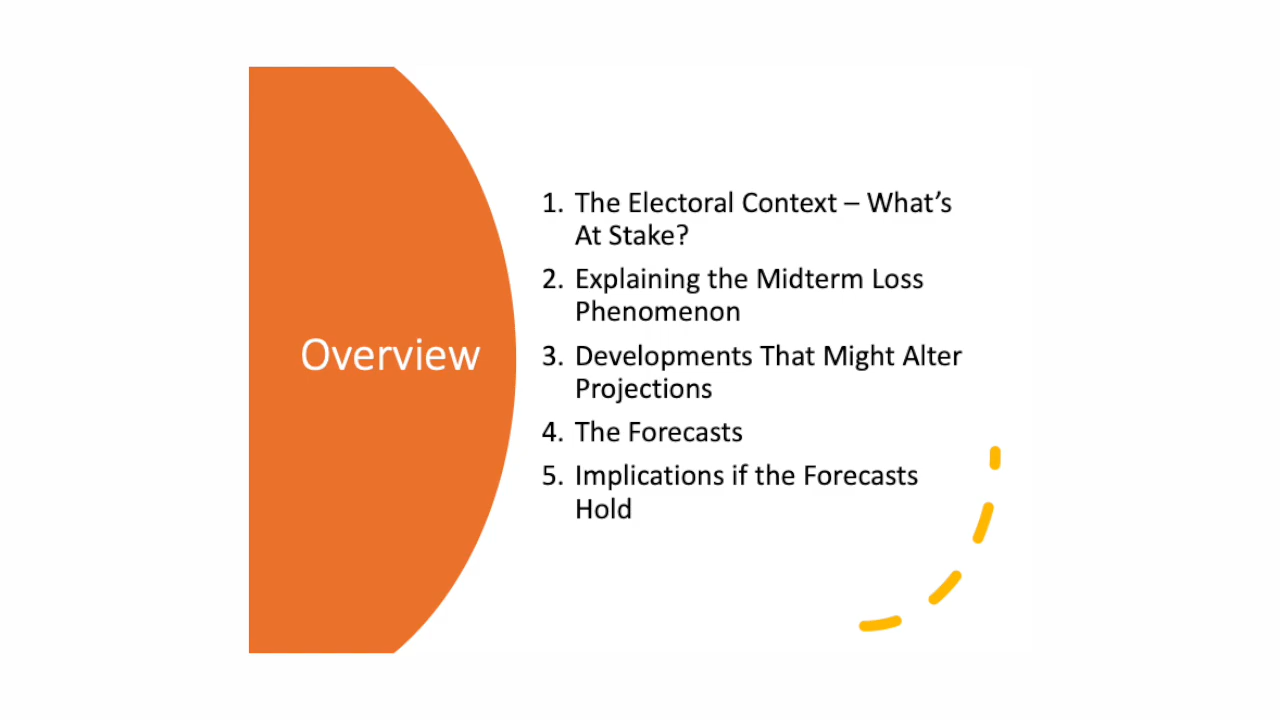 Overview
1. The Electoral Context – What’s
At Stake?
2. Explaining the Midterm Loss
Phenomenon
3. Developments That Might Alter
Projections
4. The Forecasts
5. Implications if the Forecasts
Hold